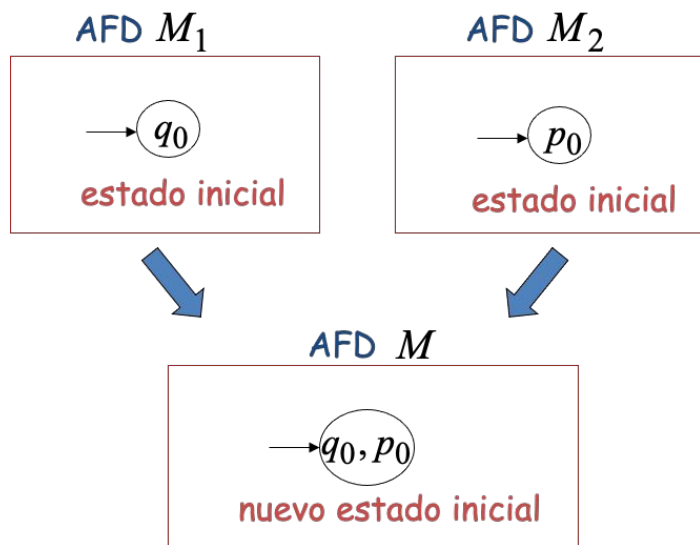 AFD M₁
q₀
estado inicial
AFD M₂
p₀
estado inicial
AFD M
q₀, p₀
nuevo estado inicial